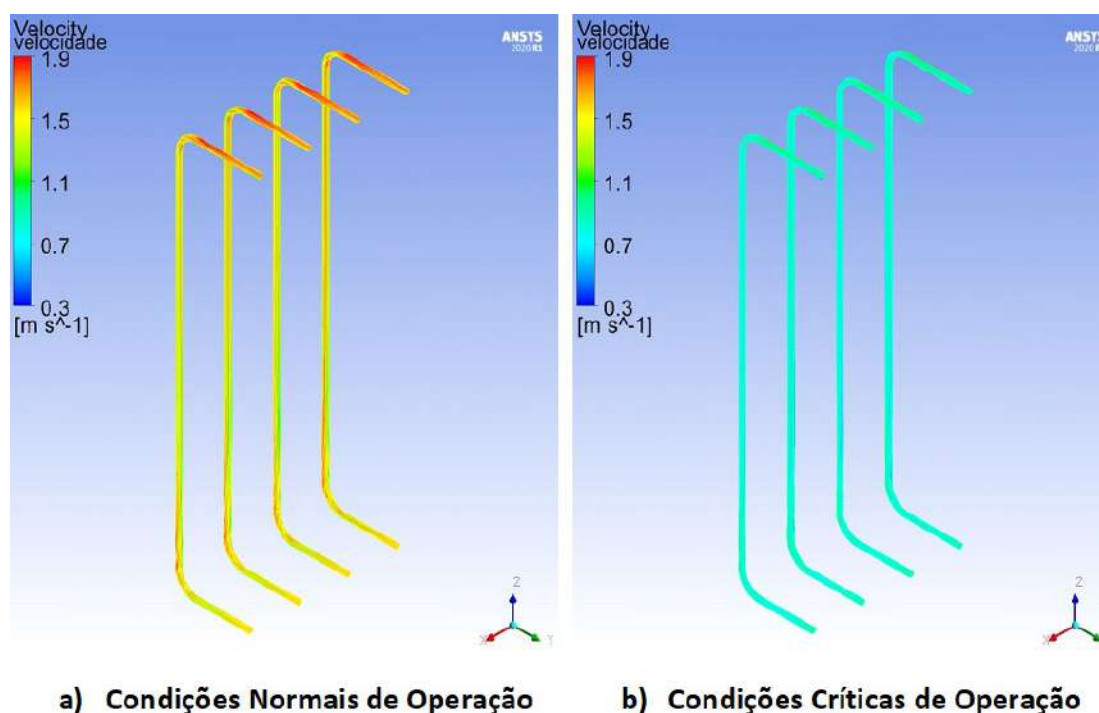 Velocity
velocidade
1.9
1.5
1.1
0.7
0.3
[m s^-1]
ANSYS
2020 R1
Z
X
Y
a) Condições Normais de Operação
Velocity
velocidade
1.9
1.5
1.1
0.7
0.3
[m s^-1]
ANSYS
2020 R1
Z
X
Y
b) Condições Críticas de Operação